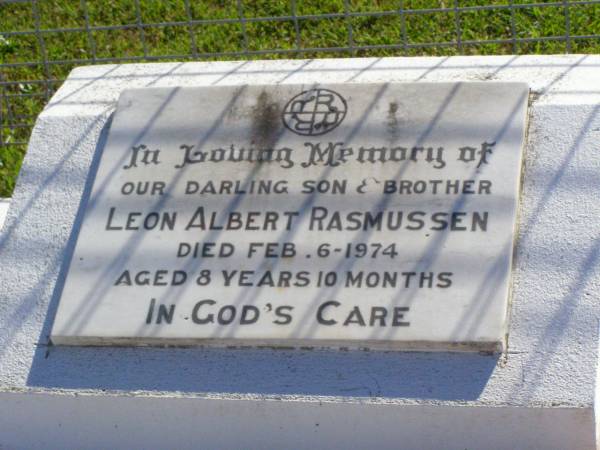 In Loving Memory of
OUR DARLING SON & BROTHER
LEON ALBERT RASMUSSEN
DIED FEB. 6-1974
AGED 8 YEARS 10 MONTHS
IN GOD'S CARE